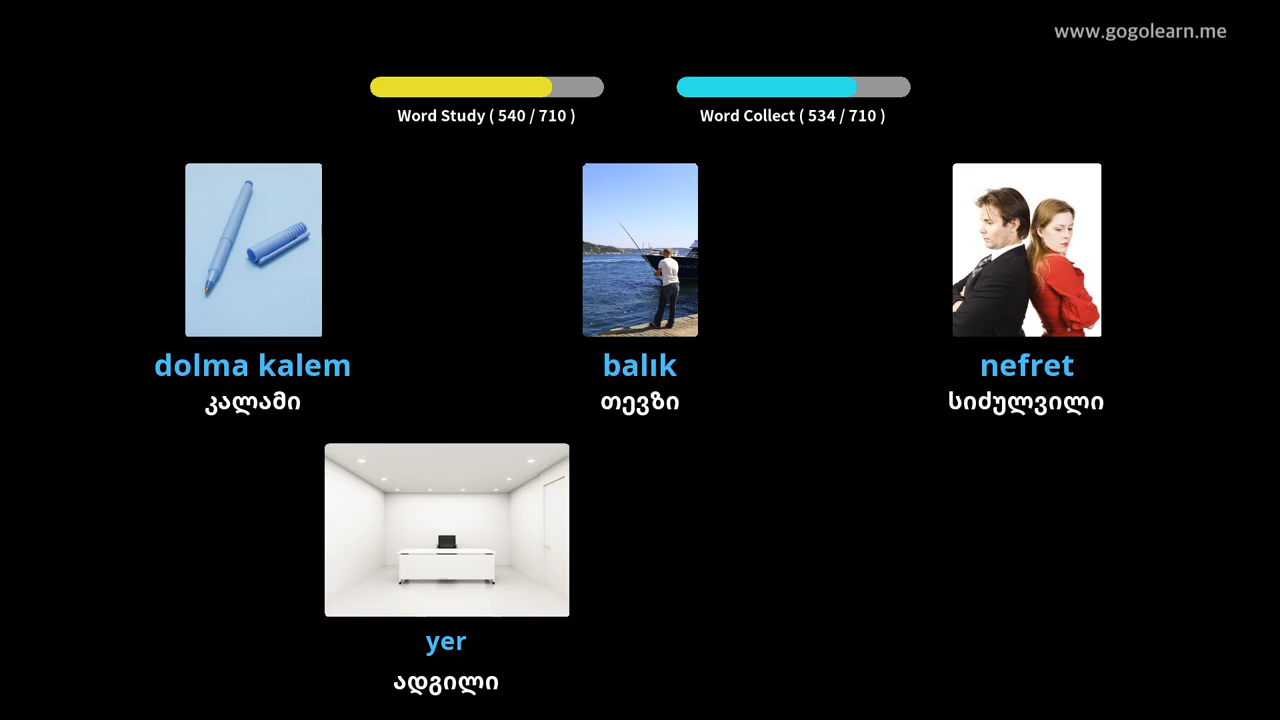 www.gogolearn.me
Word Study ( 540 / 710 )
Word Collect ( 534 / 710 )
dolma kalem
კალამი
balık
თევზი
nefret
სიძულვილი
yer
ადგილი